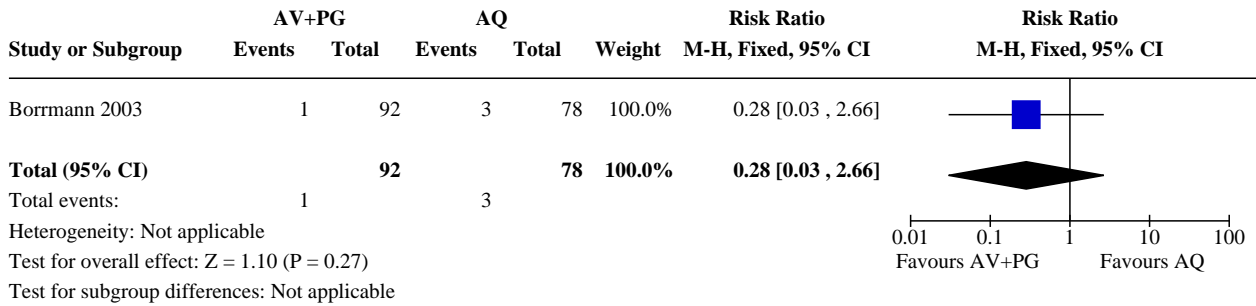 AV+PG AQ Risk Ratio Risk Ratio
Study or Subgroup Events Total Events Total Weight M-H, Fixed, 95% CI M-H, Fixed, 95% CI
Borrmann 2003 1 92 3 78 100.0% 0.28 [0.03 , 2.66]
Total (95% CI) 92 78 100.0% 0.28 [0.03 , 2.66]
Total events: 1 3
Heterogeneity: Not applicable
Test for overall effect: Z = 1.10 (P = 0.27)
Test for subgroup differences: Not applicable
0.01 0.1 1 10 100
Favours AV+PG Favours AQ